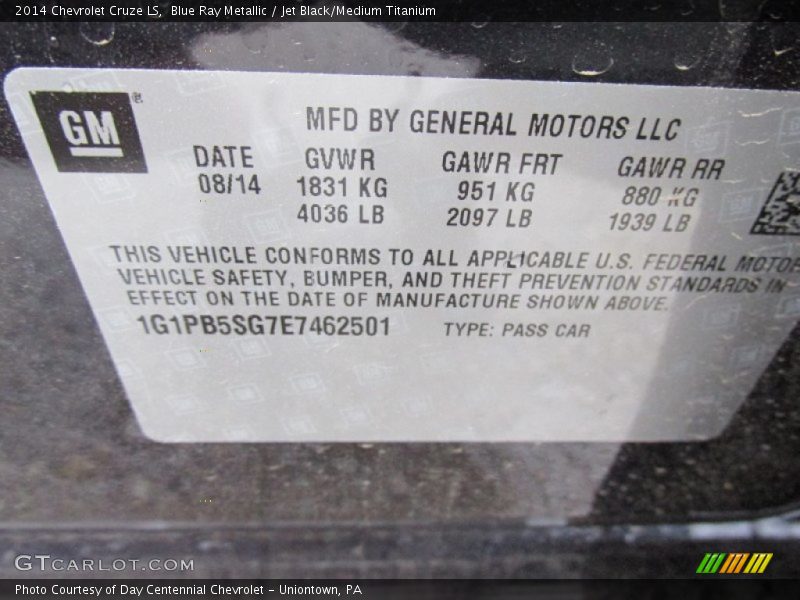 2014 Chevrolet Cruze LS, Blue Ray Metallic / Jet Black/Medium Titanium
GM
MFD BY GENERAL MOTORS LLC
DATE GVWR GAWR FRT GAWR RR
08/14 1831 KG 951 KG 880 KG
4036 LB 2097 LB 1939 LB
THIS VEHICLE CONFORMS TO ALL APPLICABLE U.S. FEDERAL MOTOR
VEHICLE SAFETY, BUMPER, AND THEFT PREVENTION STANDARDS IN
EFFECT ON THE DATE OF MANUFACTURE SHOWN ABOVE.
1G1PB5SG7E7462501 TYPE: PASS CAR
GTCARLOT.COM
Photo Courtesy of Day Centennial Chevrolet - Uniontown, PA